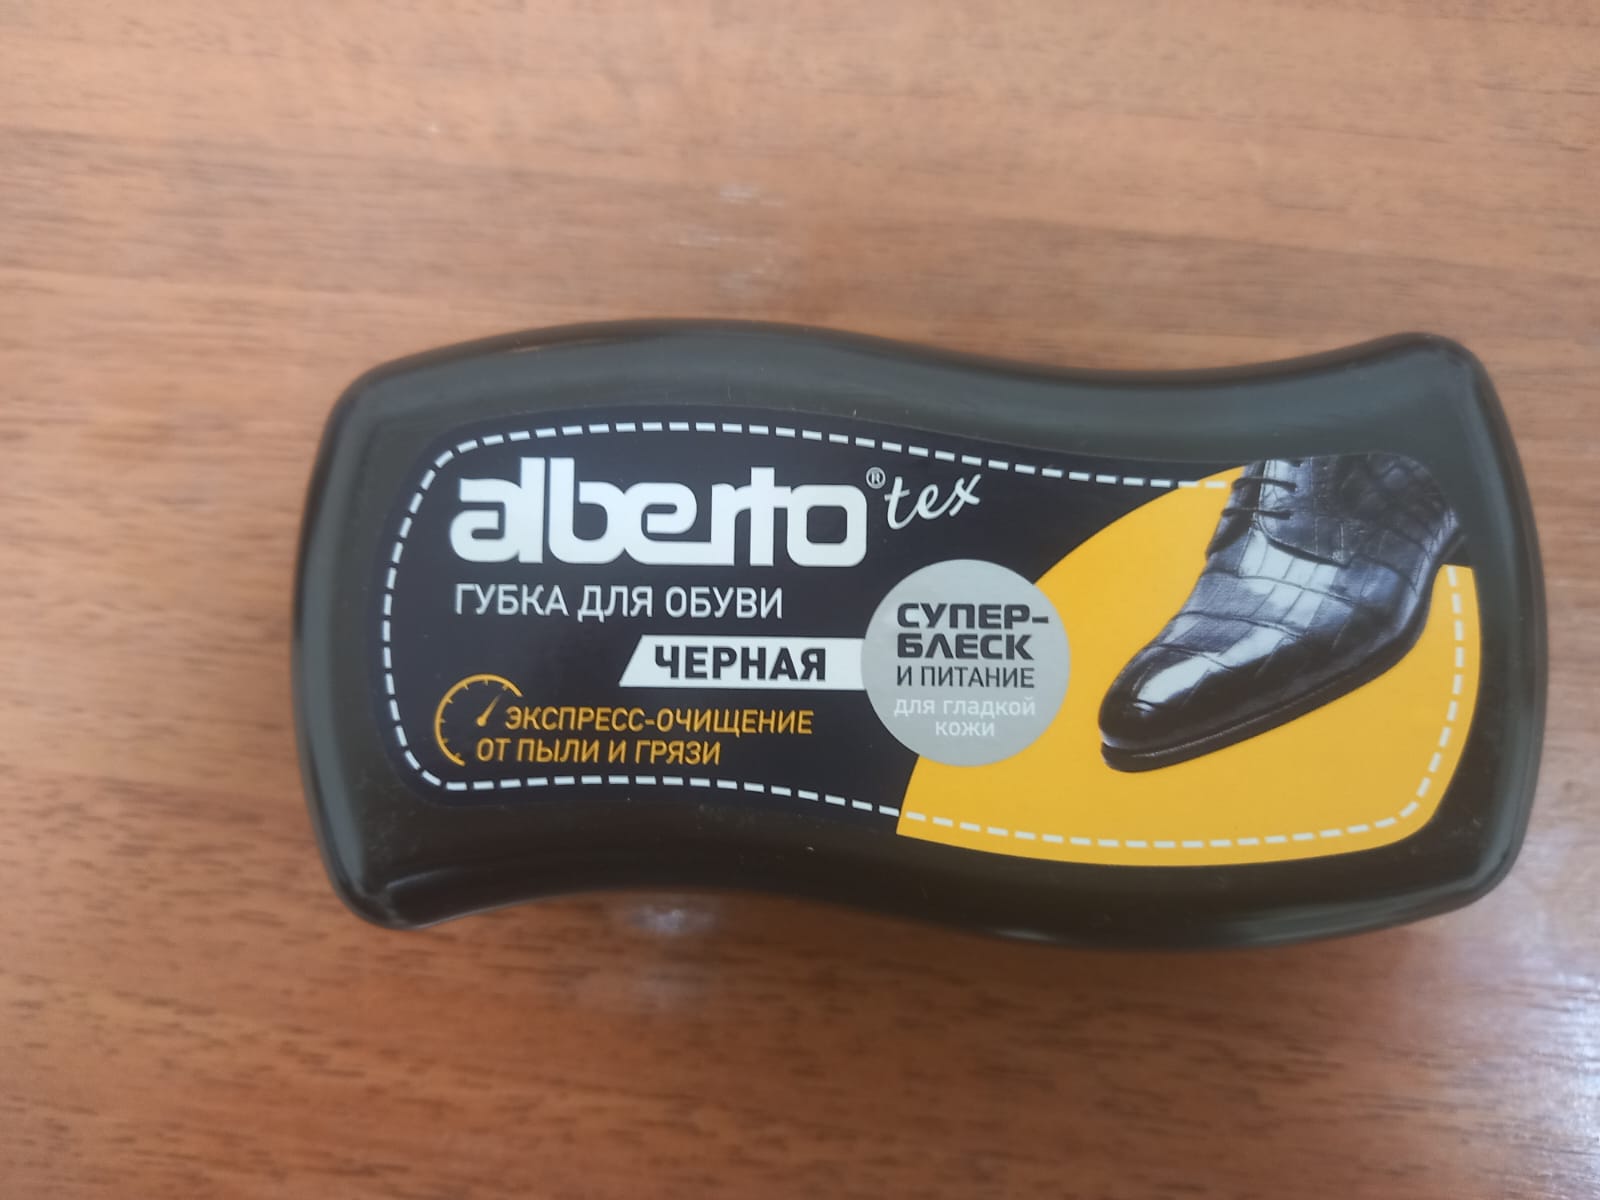 alberto® tex
ГУБКА ДЛЯ ОБУВИ
ЧЕРНАЯ
ЭКСПРЕСС-ОЧИЩЕНИЕ
ОТ ПЫЛИ И ГРЯЗИ
СУПЕР-
БЛЕСК
И ПИТАНИЕ
для гладкой
кожи